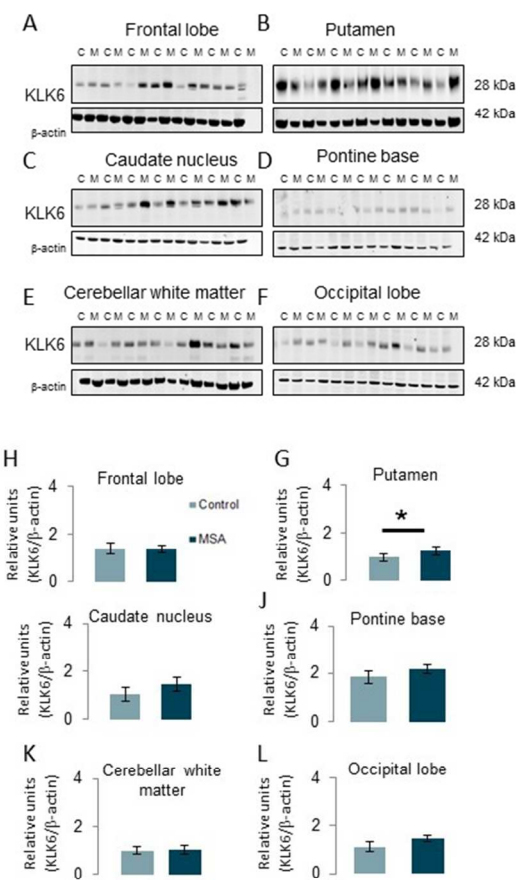 A
Frontal lobe
B
Putamen
C M C M C M C M C M C M
C M C M C M C M C M C M C M
KLK6
28 kDa
β-actin
42 kDa
C
Caudate nucleus
D
Pontine base
C M C M C M C M C M C M C M
C M C M C M C M C M C M C M
KLK6
28 kDa
β-actin
42 kDa
E
Cerebellar white matter
F
Occipital lobe
C M C M C M C M C M C M C M
C M C M C M C M C M C M C M
KLK6
28 kDa
β-actin
42 kDa
H
Frontal lobe
Relative units
(KLK6/β-actin)
4
2
0
Control
MSA
G
Putamen
Relative units
(KLK6/β-actin)
4
2
0
*
Caudate nucleus
Relative units
(KLK6/β-actin)
4
2
0
J
Pontine base
Relative units
(KLK6/β-actin)
4
2
0
K
Cerebellar white
matter
Relative units
(KLK6/β-actin)
4
2
0
L
Occipital lobe
Relative units
(KLK6/β-actin)
4
2
0